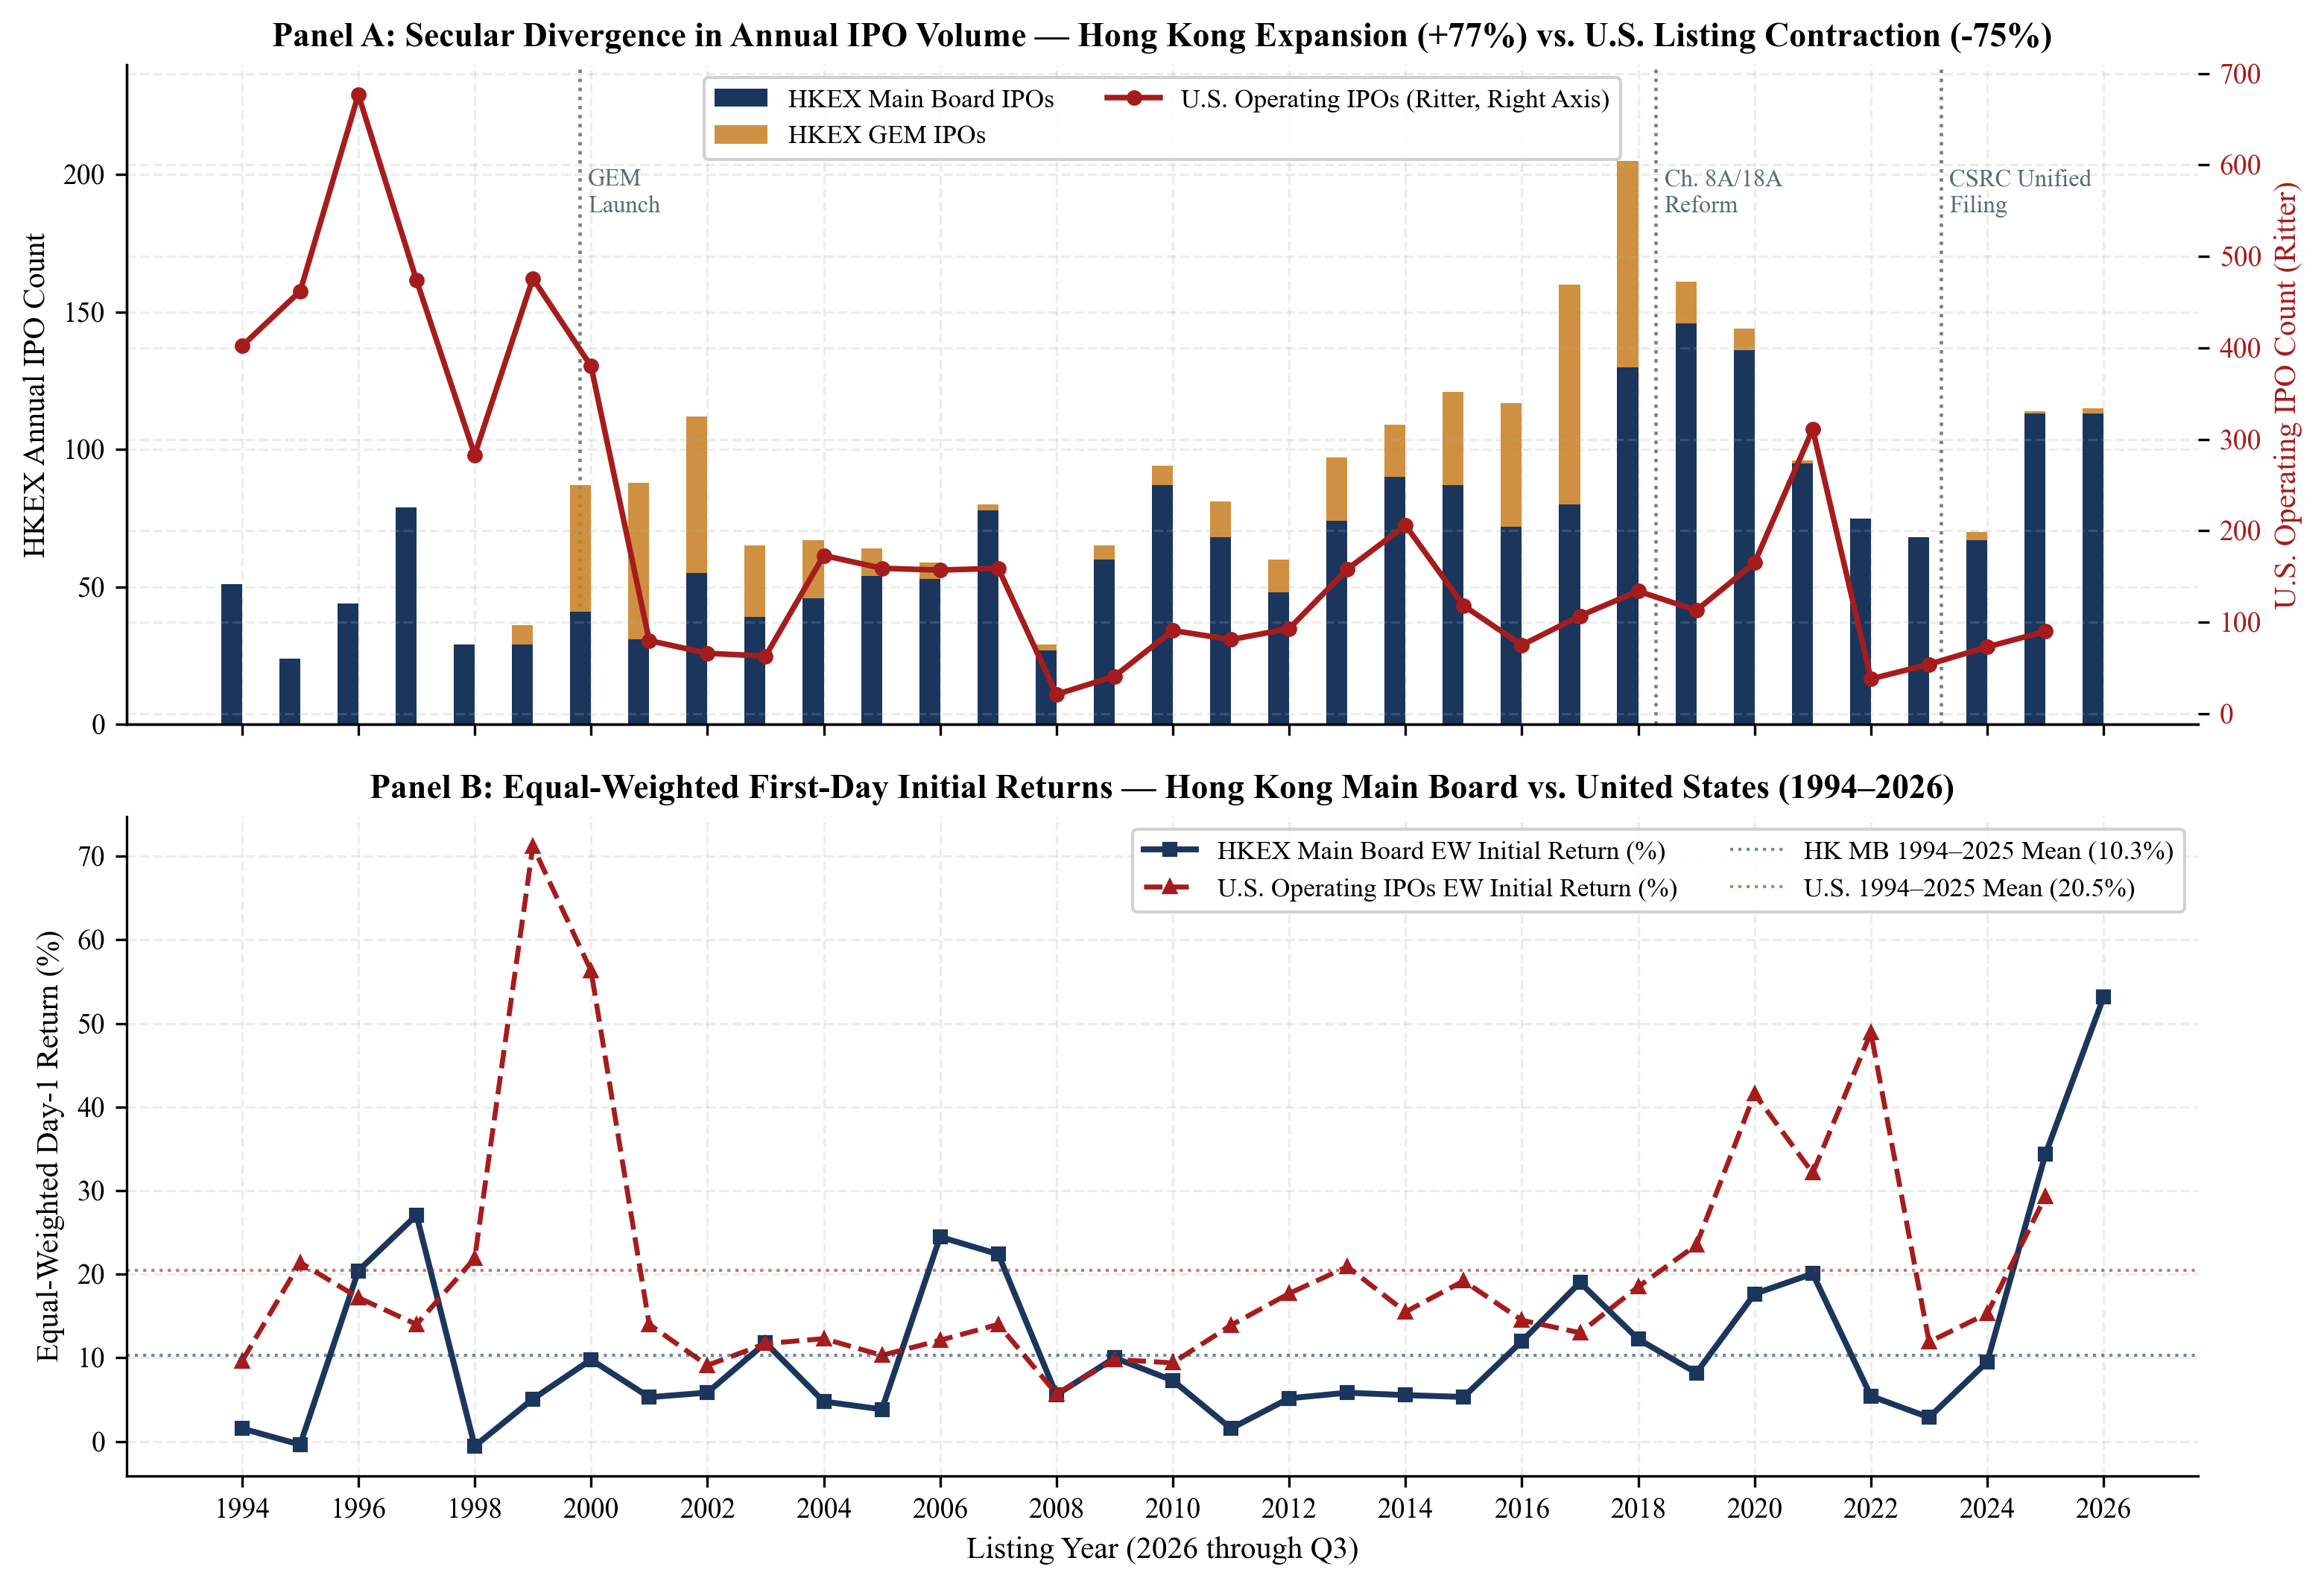 Panel A: Secular Divergence in Annual IPO Volume — Hong Kong Expansion (+77%) vs. U.S. Listing Contraction (-75%)
HKEX Main Board IPOs
HKEX GEM IPOs
U.S. Operating IPOs (Ritter, Right Axis)
GEM
Launch
Ch. 8A/18A
Reform
CSRC Unified
Filing
HKEX Annual IPO Count
200
150
100
50
0
U.S. Operating IPO Count (Ritter)
700
600
500
400
300
200
100
0
Panel B: Equal-Weighted First-Day Initial Returns — Hong Kong Main Board vs. United States (1994–2026)
HKEX Main Board EW Initial Return (%)
U.S. Operating IPOs EW Initial Return (%)
HK MB 1994–2025 Mean (10.3%)
U.S. 1994–2025 Mean (20.5%)
Equal-Weighted Day-1 Return (%)
70
60
50
40
30
20
10
0
1994 1996 1998 2000 2002 2004 2006 2008 2010 2012 2014 2016 2018 2020 2022 2024 2026
Listing Year (2026 through Q3)